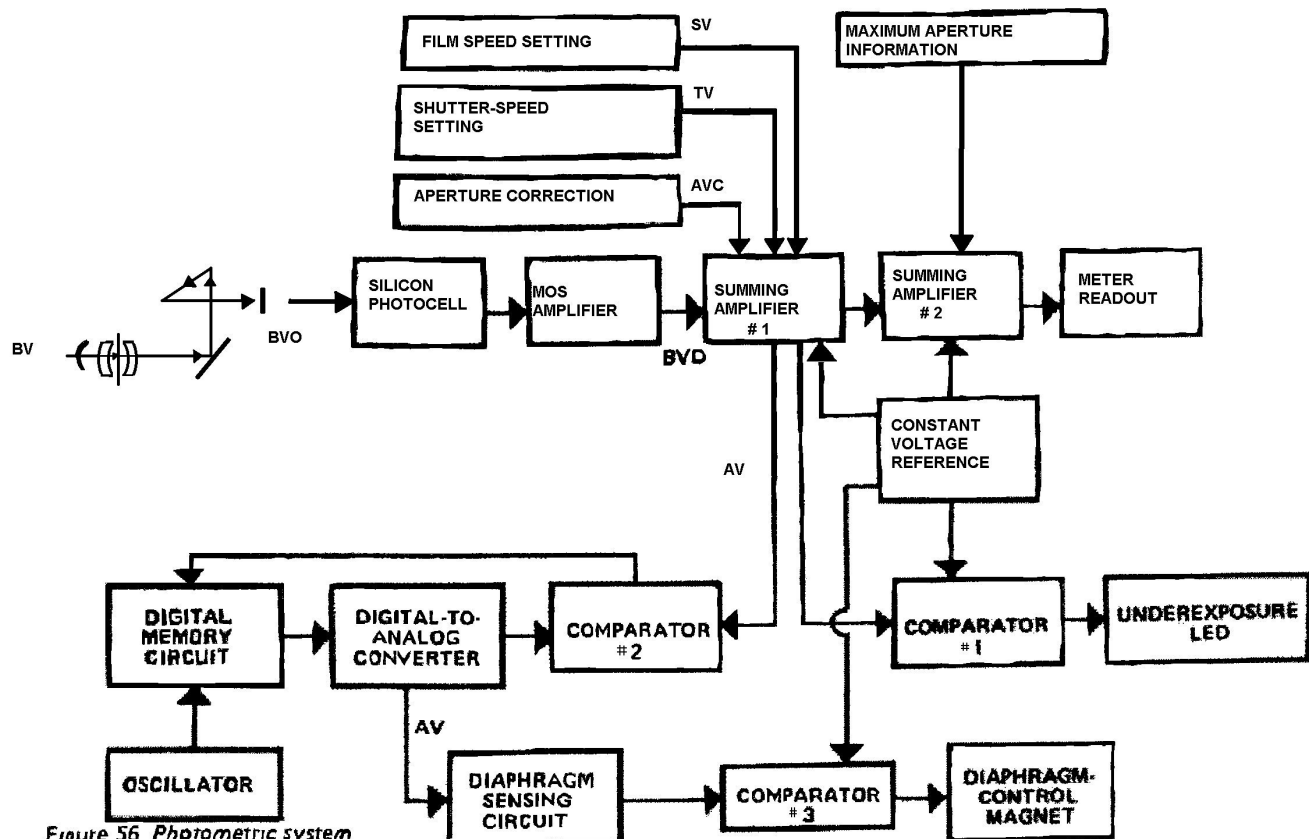 FILM SPEED SETTING
SV
MAXIMUM APERTURE
INFORMATION
SHUTTER-SPEED
SETTING
TV
APERTURE CORRECTION
AVC
BV
BVO
SILICON
PHOTOCELL
MOS
AMPLIFIER
BVD
SUMMING
AMPLIFIER
#1
SUMMING
AMPLIFIER
#2
METER
READOUT
CONSTANT
VOLTAGE
REFERENCE
AV
DIGITAL
MEMORY
CIRCUIT
DIGITAL-TO-
ANALOG
CONVERTER
COMPARATOR
#2
COMPARATOR
#1
UNDEREXPOSURE
LED
AV
OSCILLATOR
DIAPHRAGM
SENSING
CIRCUIT
COMPARATOR
#3
DIAPHRAGM-
CONTROL
MAGNET
Figure 56 Photometric system